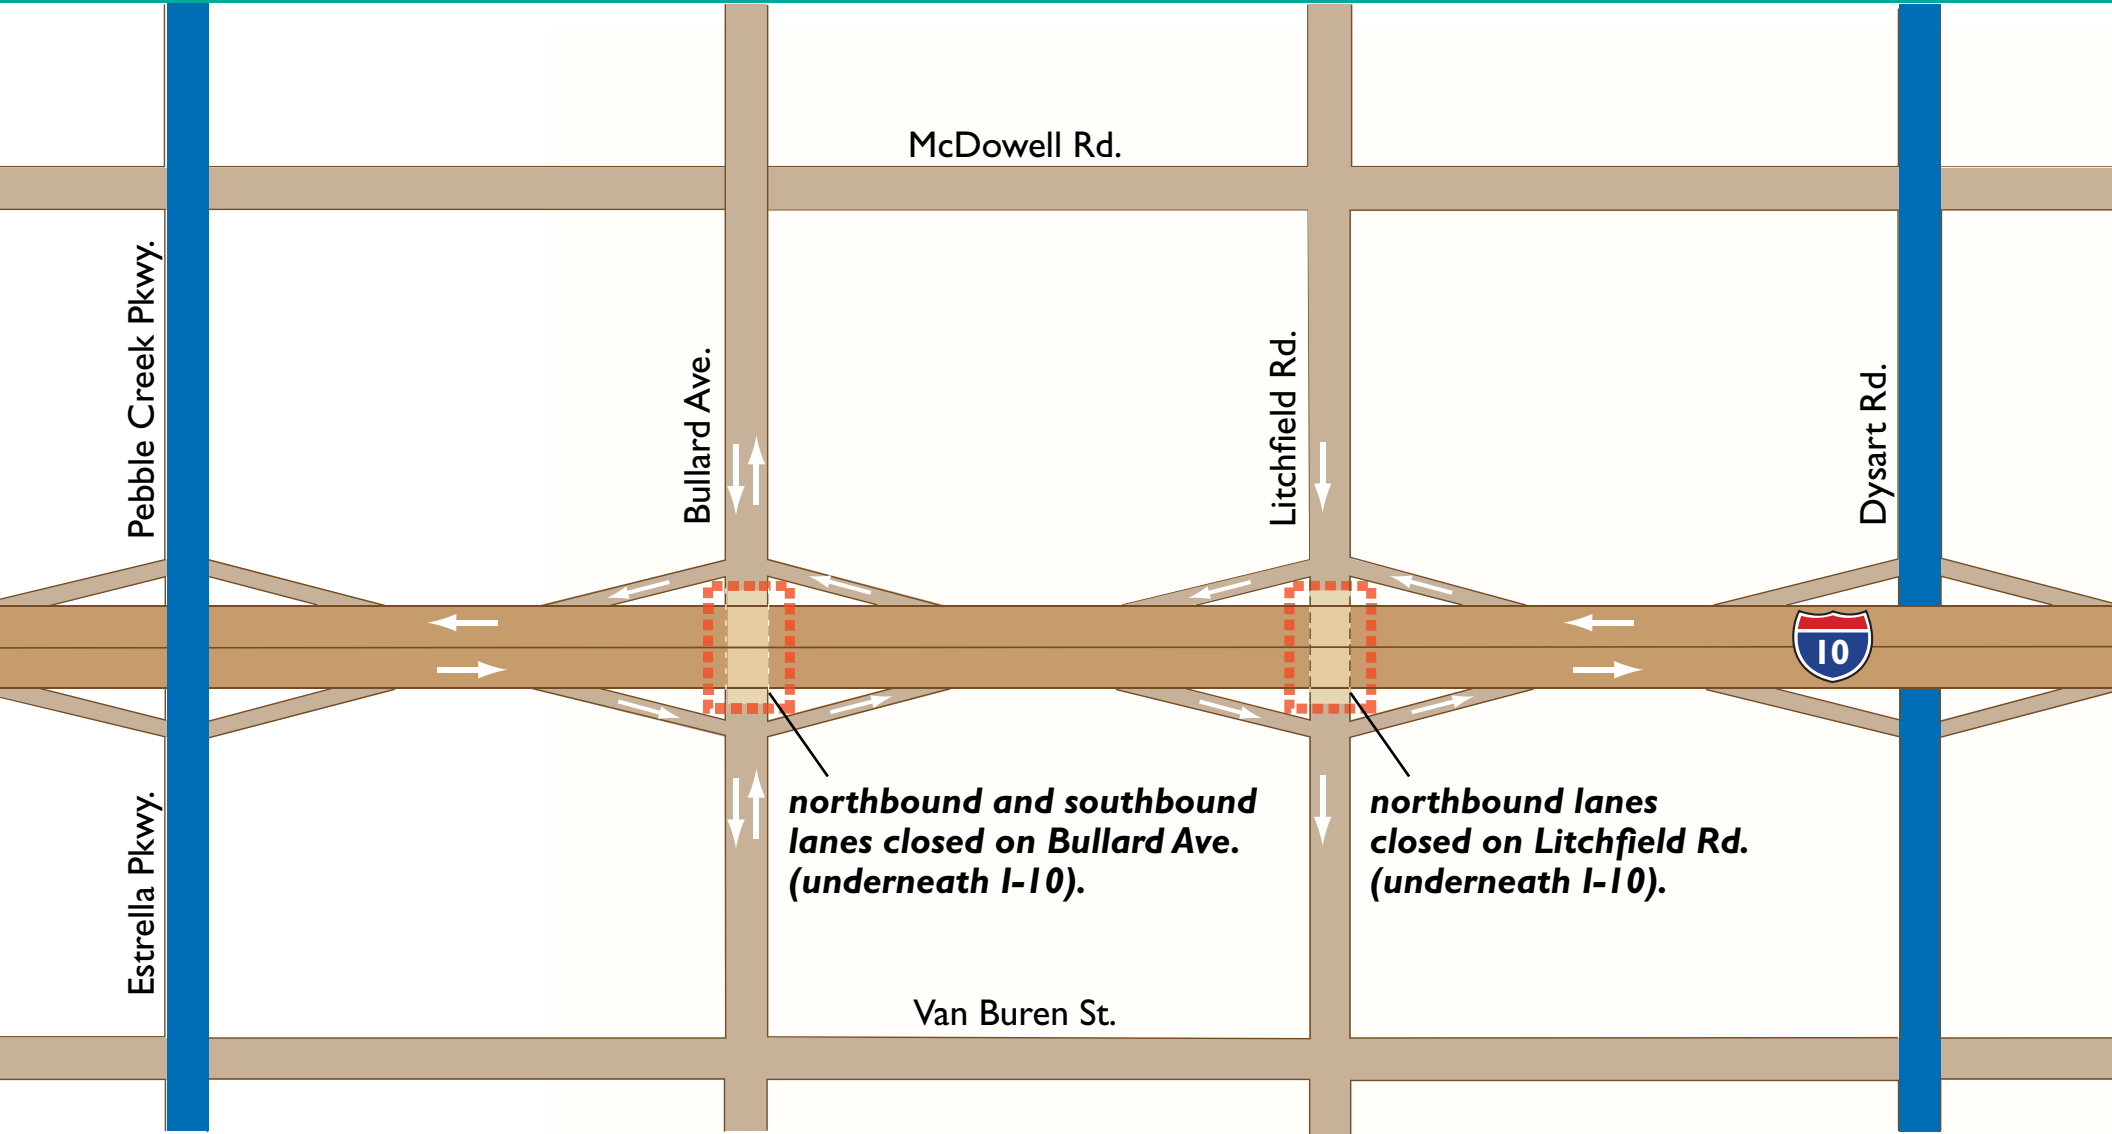 McDowell Rd.
Pebble Creek Pkwy.
Bullard Ave.
Litchfield Rd.
Dysart Rd.
10
northbound and southbound
lanes closed on Bullard Ave.
(underneath I-10).
northbound lanes
closed on Litchfield Rd.
(underneath I-10).
Estrella Pkwy.
Van Buren St.